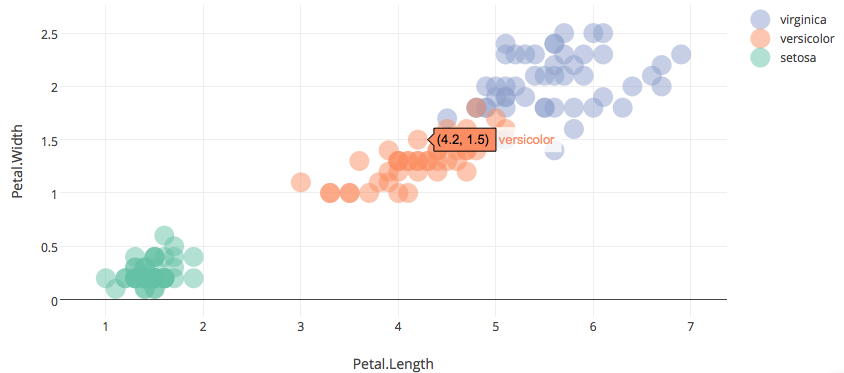 2.5
2
1.5
1
0.5
0
Petal.Width
(4.2, 1.5) versicolor
1 2 3 4 5 6 7
Petal.Length
virginica
versicolor
setosa